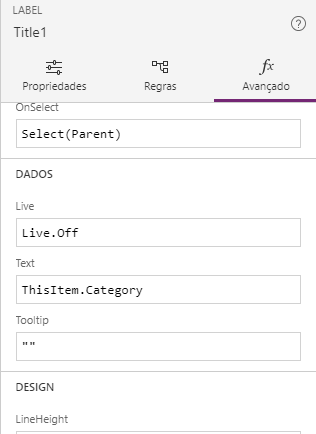 LABEL
Title1
?
Propriedades
Regras
fx
Avançado
OnSelect
Select(Parent)
DADOS
Live
Live.Off
Text
ThisItem.Category
Tooltip
""
DESIGN
LineHeight